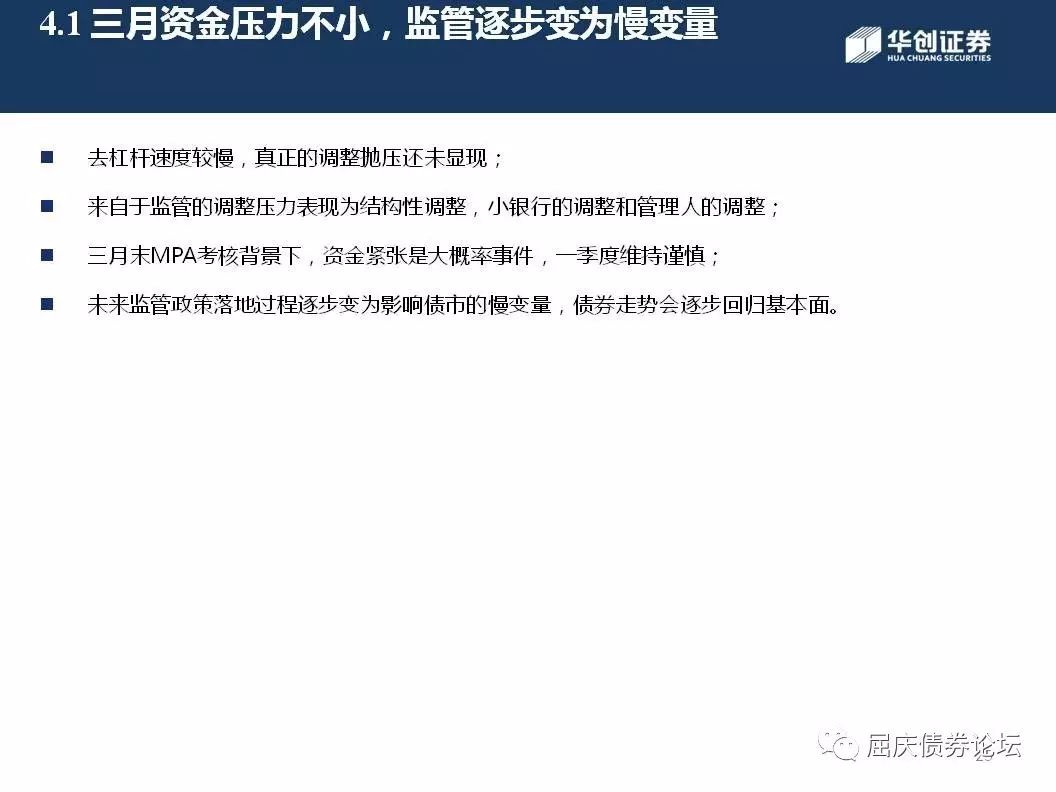 4.1 三月资金压力不小，监管逐步变为慢变量
华创证券
HUA CHUANG SECURITIES
去杠杆速度较慢，真正的调整抛压还未显现；
来自于监管的调整压力表现为结构性调整，小银行的调整和管理人的调整；
三月末MPA考核背景下，资金紧张是大概率事件，一季度维持谨慎；
未来监管政策落地过程逐步变为影响债市的慢变量，债券走势会逐步回归基本面。
屈庆债券论坛